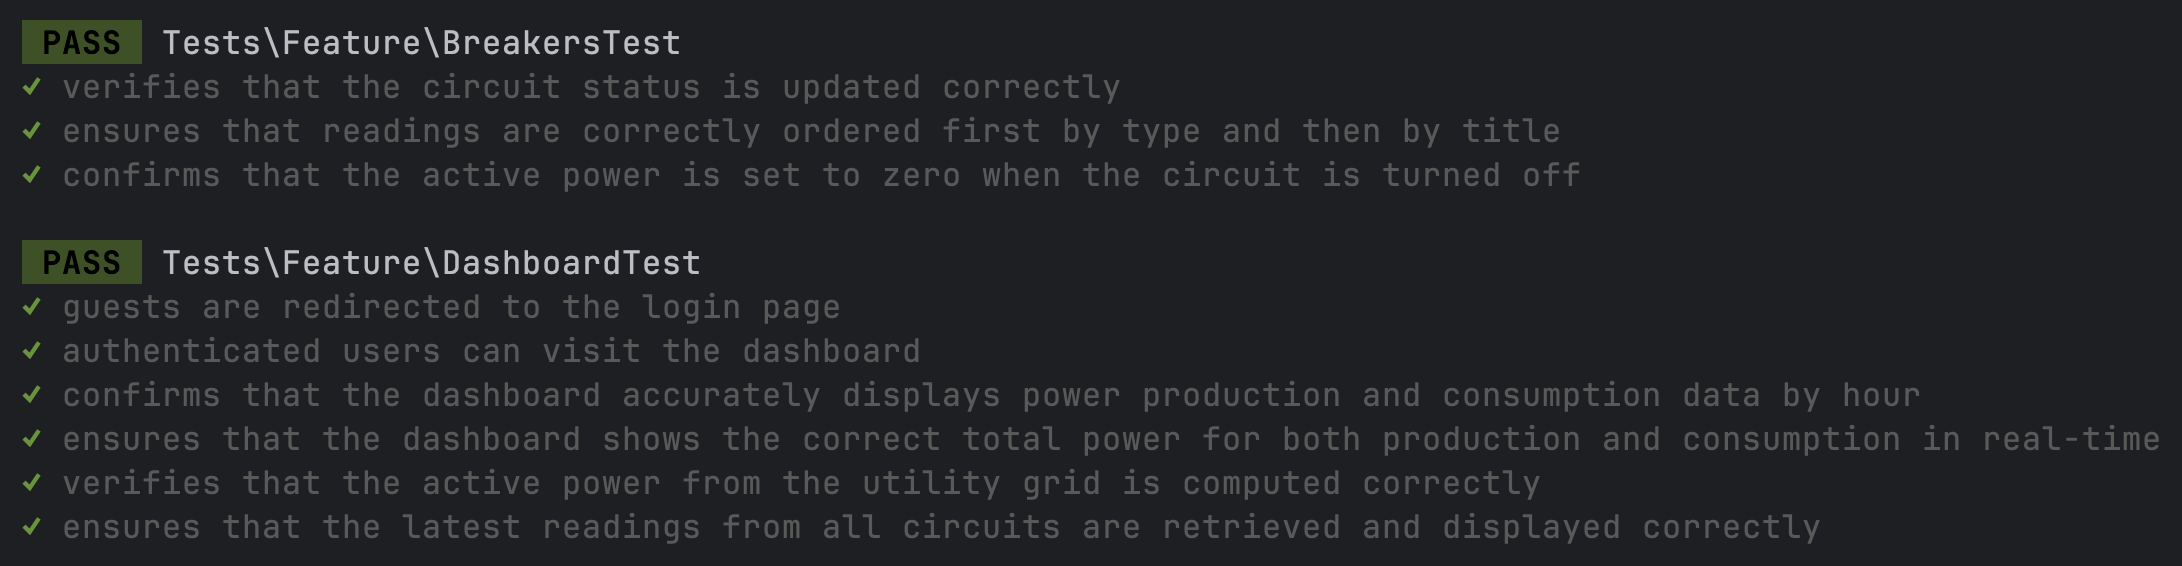 PASS Tests\Feature\BreakersTest
✓ verifies that the circuit status is updated correctly
✓ ensures that readings are correctly ordered first by type and then by title
✓ confirms that the active power is set to zero when the circuit is turned off
PASS Tests\Feature\DashboardTest
✓ guests are redirected to the login page
✓ authenticated users can visit the dashboard
✓ confirms that the dashboard accurately displays power production and consumption data by hour
✓ ensures that the dashboard shows the correct total power for both production and consumption in real-time
✓ verifies that the active power from the utility grid is computed correctly
✓ ensures that the latest readings from all circuits are retrieved and displayed correctly